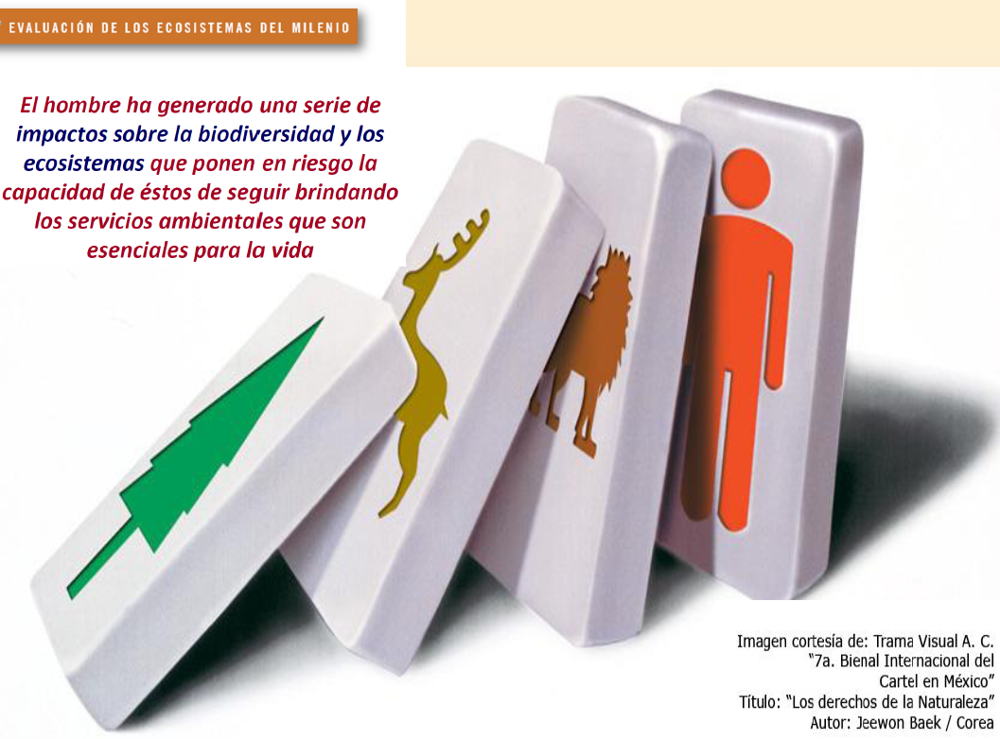 EVALUACIÓN DE LOS ECOSISTEMAS DEL MILENIO
El hombre ha generado una serie de
impactos sobre la biodiversidad y los
ecosistemas que ponen en riesgo la
capacidad de éstos de seguir brindando
los servicios ambientales que son
esenciales para la vida
Imagen cortesía de: Trama Visual A. C.
“7a. Bienal Internacional del
Cartel en México”
Título: “Los derechos de la Naturaleza”
Autor: Jeewon Baek / Corea